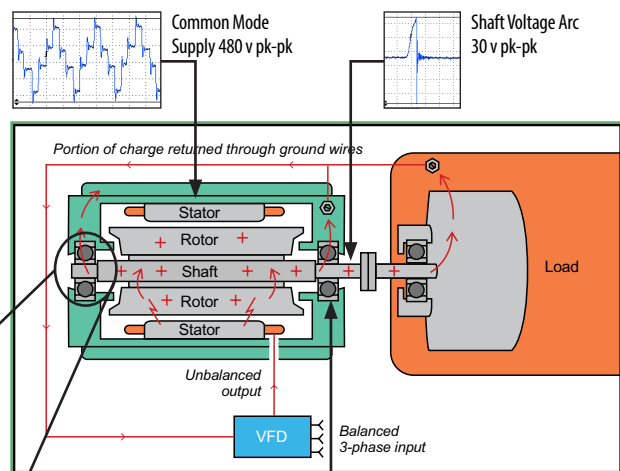 Common Mode
Supply 480 v pk-pk
Shaft Voltage Arc
30 v pk-pk
Portion of charge returned through ground wires
Stator
Rotor
Shaft
Rotor
Stator
Load
Unbalanced
output
VFD
Balanced
3-phase input